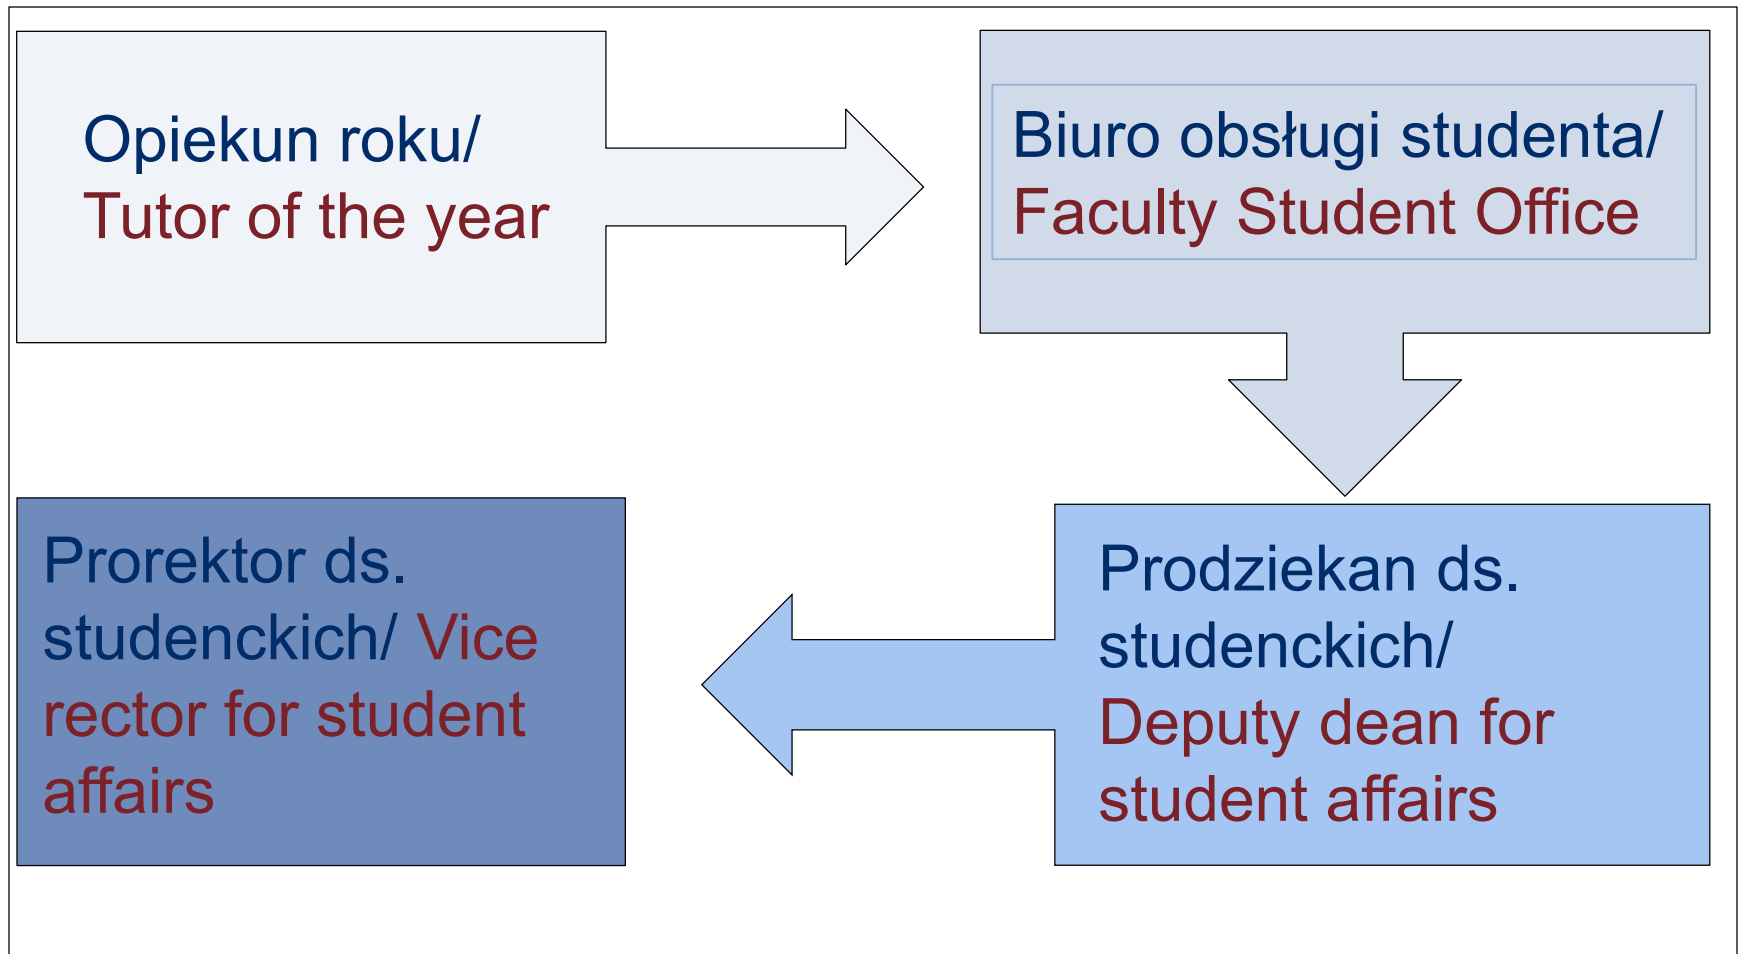 Opiekun roku/
Tutor of the year
Biuro obsługi studenta/
Faculty Student Office
Prorektor ds.
studenckich/ Vice
rector for student
affairs
Prodziekan ds.
studenckich/
Deputy dean for
student affairs